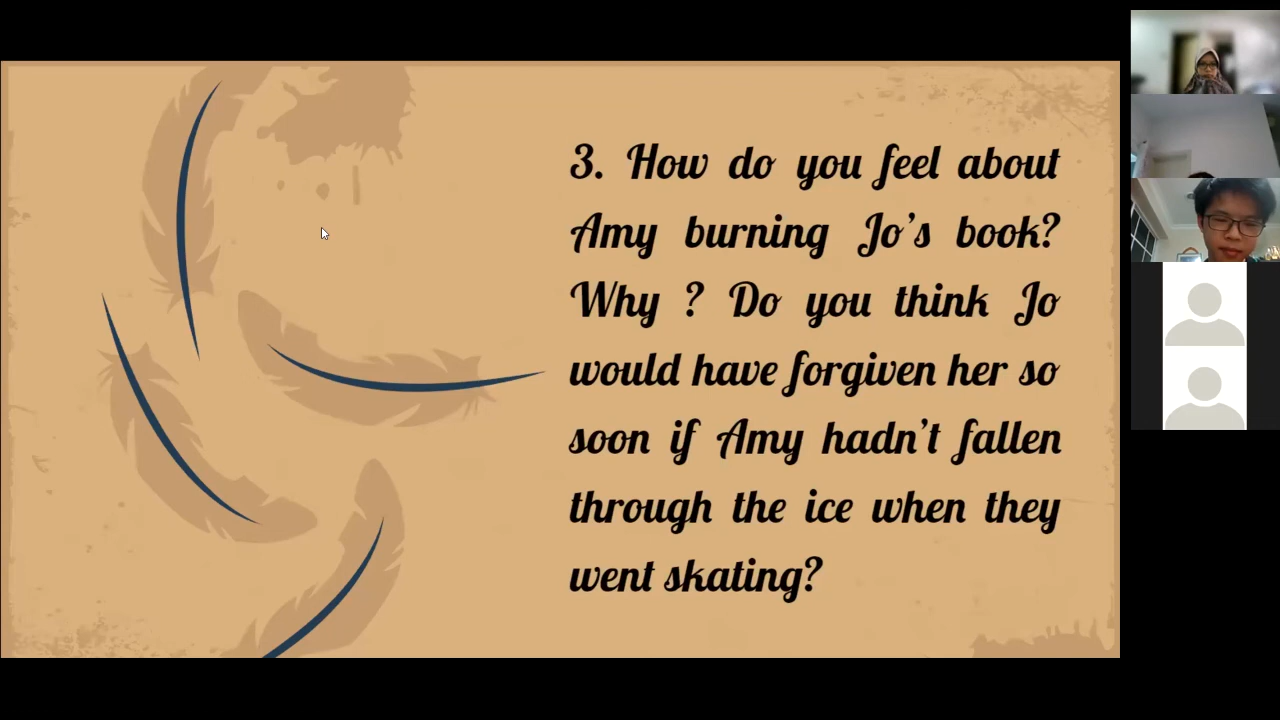 3. How do you feel about
Amy burning Jo's book?
Why ? Do you think Jo
would have forgiven her so
soon if Amy hadn't fallen
through the ice when they
went skating?